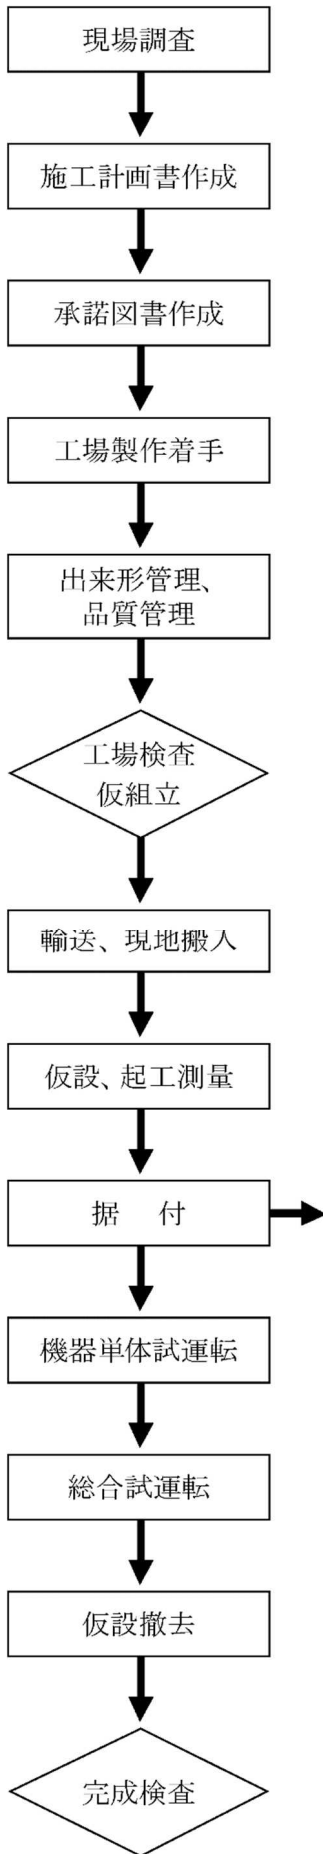 現場調査
施工計画書作成
承諾図書作成
工場製作着手
出来形管理、
品質管理
工場検査
仮組立
輸送、現地搬入
仮設、起工測量
据　付
機器単体試運転
総合試運転
仮設撤去
完成検査